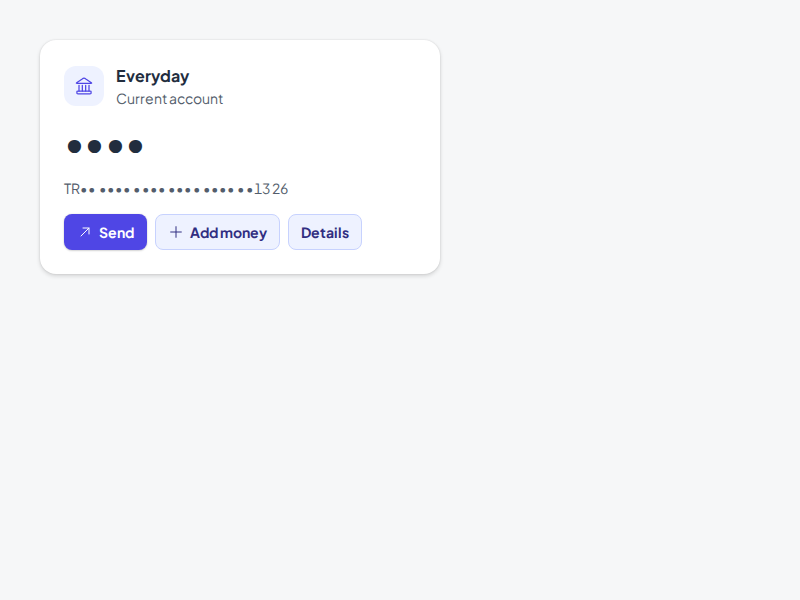 Everyday
Current account
●●●●
TR•• •••• •••• •••• •••• ••1326
Send
Add money
Details